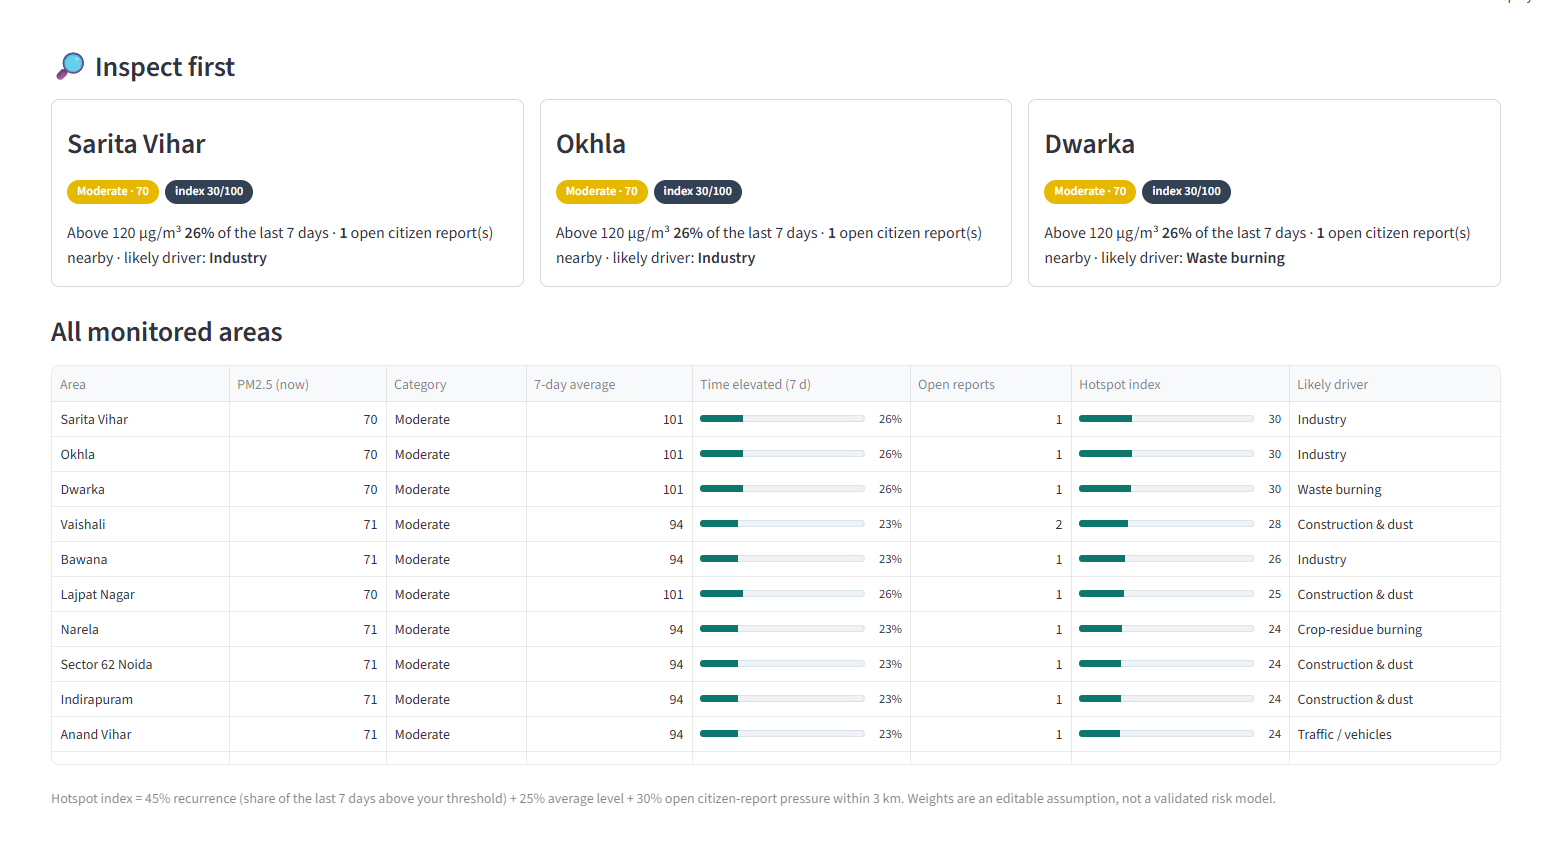 Inspect first
Sarita Vihar
Moderate · 70 index 30/100
Above 120 µg/m³ 26% of the last 7 days · 1 open citizen report(s)
nearby · likely driver: Industry
Okhla
Moderate · 70 index 30/100
Above 120 µg/m³ 26% of the last 7 days · 1 open citizen report(s)
nearby · likely driver: Industry
Dwarka
Moderate · 70 index 30/100
Above 120 µg/m³ 26% of the last 7 days · 1 open citizen report(s)
nearby · likely driver: Waste burning
All monitored areas
Area PM2.5 (now) Category 7-day average Time elevated (7 d) Open reports Hotspot index Likely driver
Sarita Vihar 70 Moderate 101 26% 1 30 Industry
Okhla 70 Moderate 101 26% 1 30 Industry
Dwarka 70 Moderate 101 26% 1 30 Waste burning
Vaishali 71 Moderate 94 23% 2 28 Construction & dust
Bawana 71 Moderate 94 23% 1 26 Industry
Lajpat Nagar 70 Moderate 101 26% 1 25 Construction & dust
Narela 71 Moderate 94 23% 1 24 Crop-residue burning
Sector 62 Noida 71 Moderate 94 23% 1 24 Construction & dust
Indirapuram 71 Moderate 94 23% 1 24 Construction & dust
Anand Vihar 71 Moderate 94 23% 1 24 Traffic / vehicles
Hotspot index = 45% recurrence (share of the last 7 days above your threshold) + 25% average level + 30% open citizen-report pressure within 3 km. Weights are an editable assumption, not a validated risk model.